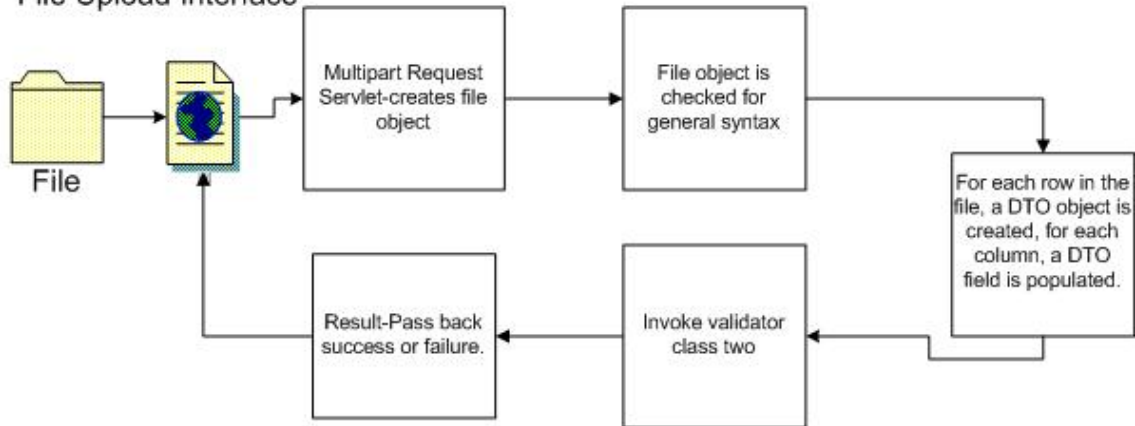 File Upload Interface
Multipart Request
Servlet-creates file
object
File object is
checked for
general syntax
File
For each row in the
file, a DTO object is
created, for each
column, a DTO
field is populated.
Result-Pass back
success or failure.
Invoke validator
class two